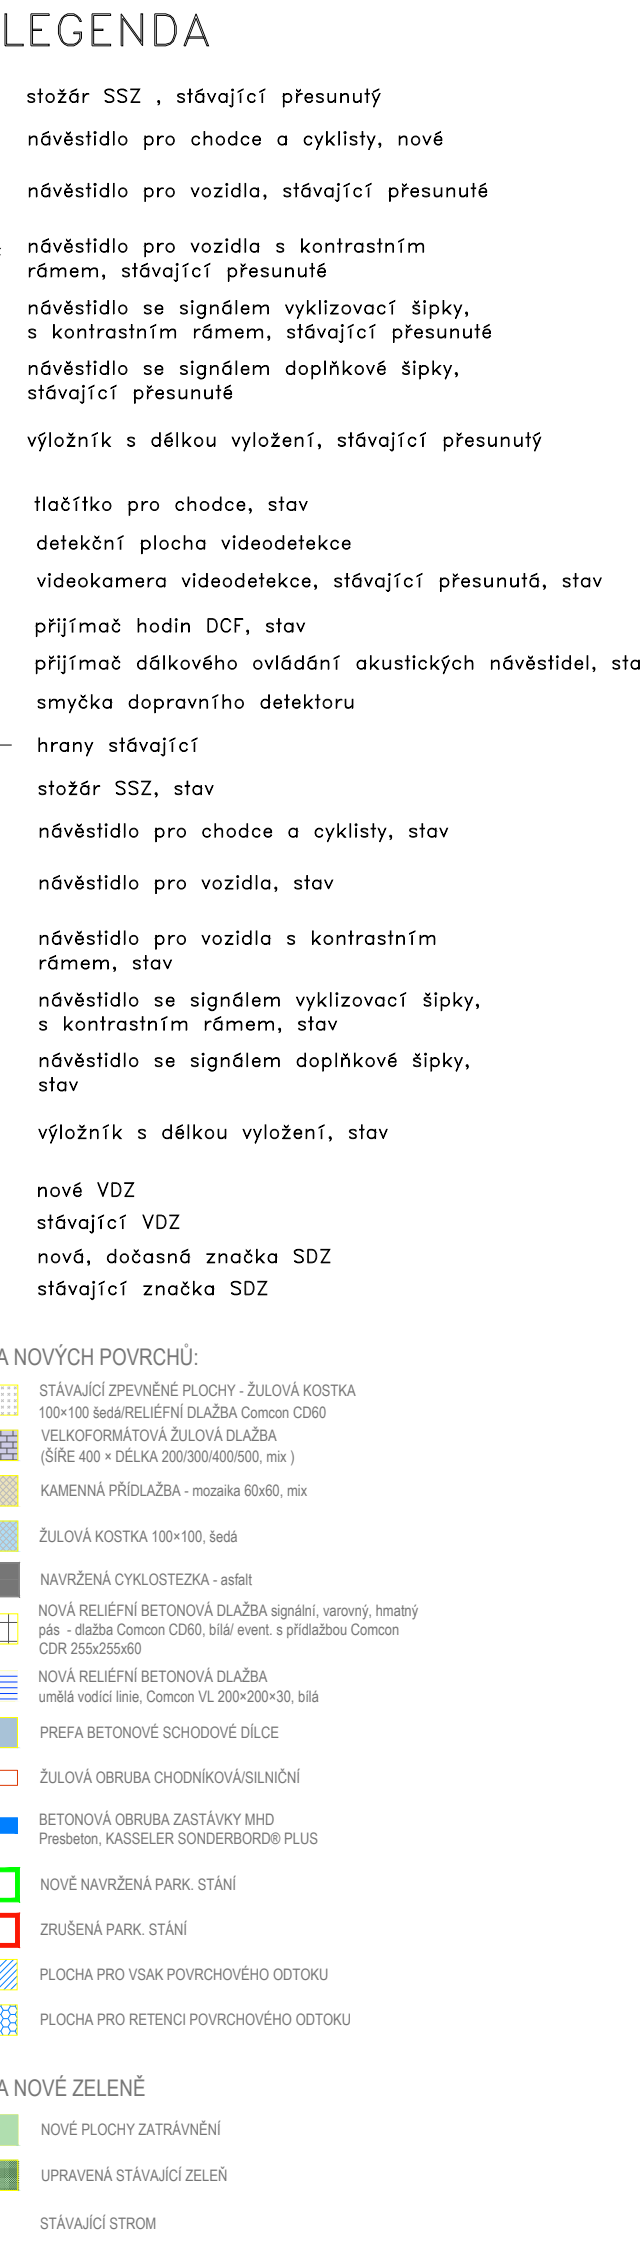 LEGENDA
stožár SSZ , stávající přesunutý
návěstidlo pro chodce a cyklisty, nové
návěstidlo pro vozidla, stávající přesunuté
návěstidlo pro vozidla s kontrastním
rámem, stávající přesunuté
návěstidlo se signálem vyklizovací šipky,
s kontrastním rámem, stávající přesunuté
návěstidlo se signálem doplňkové šipky,
stávající přesunuté
výložník s délkou vyložení, stávající přesunutý
tlačítko pro chodce, stav
detekční plocha videodetekce
videokamera videodetekce, stávající přesunutá, stav
přijímač hodin DCF, stav
přijímač dálkového ovládání akustických návěstidel, sta
smyčka dopravního detektoru
hrany stávající
stožár SSZ, stav
návěstidlo pro chodce a cyklisty, stav
návěstidlo pro vozidla, stav
návěstidlo pro vozidla s kontrastním
rámem, stav
návěstidlo se signálem vyklizovací šipky,
s kontrastním rámem, stav
návěstidlo se signálem doplňkové šipky,
stav
výložník s délkou vyložení, stav
nové VDZ
stávající VDZ
nová, dočasná značka SDZ
stávající značka SDZ
A NOVÝCH POVRCHŮ:
STÁVAJÍCÍ ZPEVNĚNÉ PLOCHY - ŽULOVÁ KOSTKA
100×100 šedá/RELIÉFNÍ DLAŽBA Comcon CD60
VELKOFORMÁTOVÁ ŽULOVÁ DLAŽBA
(ŠÍŘE 400 × DÉLKA 200/300/400/500, mix )
KAMENNÁ PŘÍDLAŽBA - mozaika 60x60, mix
ŽULOVÁ KOSTKA 100×100, šedá
NAVRŽENÁ CYKLOSTEZKA - asfalt
NOVÁ RELIÉFNÍ BETONOVÁ DLAŽBA signální, varovný, hmatný
pás - dlažba Comcon CD60, bílá/ event. s přídlažbou Comcon
CDR 255x255x60
NOVÁ RELIÉFNÍ BETONOVÁ DLAŽBA
umělá vodící linie, Comcon VL 200×200×30, bílá
PREFA BETONOVÉ SCHODOVÉ DÍLCE
ŽULOVÁ OBRUBA CHODNÍKOVÁ/SILNIČNÍ
BETONOVÁ OBRUBA ZASTÁVKY MHD
Presbeton, KASSELER SONDERBORD® PLUS
NOVĚ NAVRŽENÁ PARK. STÁNÍ
ZRUŠENÁ PARK. STÁNÍ
PLOCHA PRO VSAK POVRCHOVÉHO ODTOKU
PLOCHA PRO RETENCI POVRCHOVÉHO ODTOKU
A NOVÉ ZELENĚ
NOVÉ PLOCHY ZATRÁVNĚNÍ
UPRAVENÁ STÁVAJÍCÍ ZELEŇ
STÁVAJÍCÍ STROM